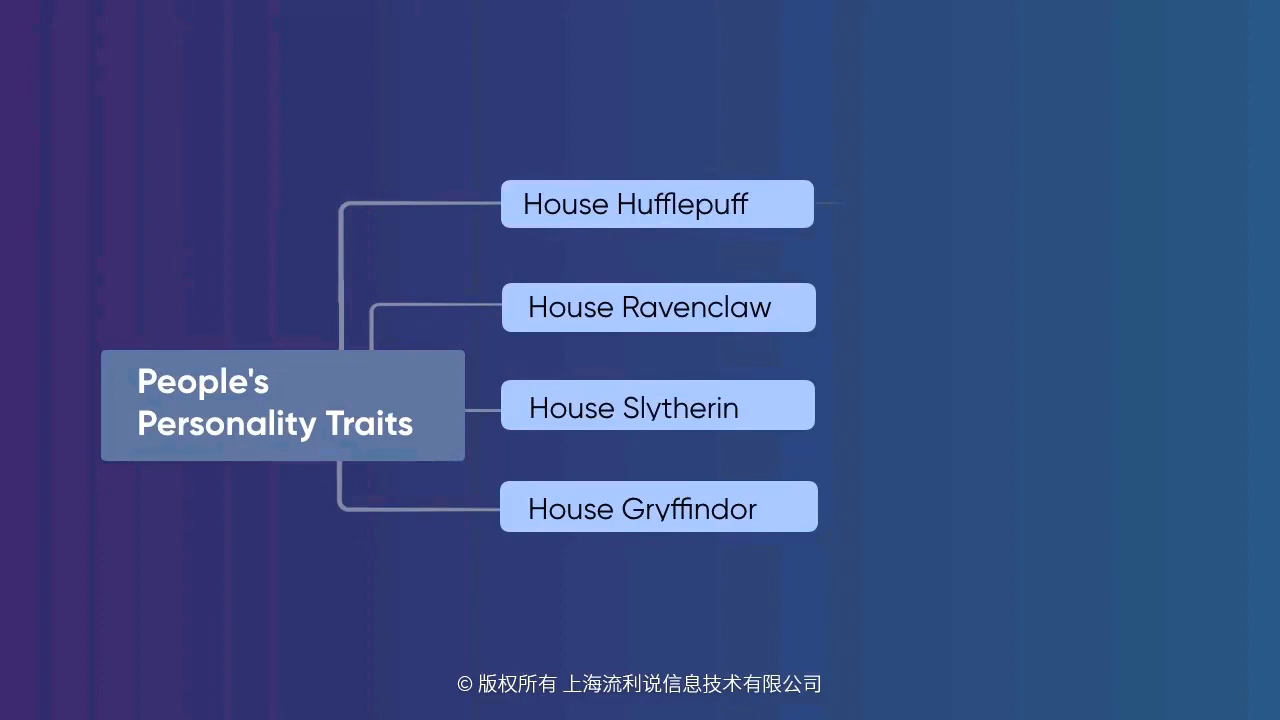 House Hufflepuff
House Ravenclaw
People's
Personality Traits
House Slytherin
House Gryffindor
© 版权所有 上海流利说信息技术有限公司